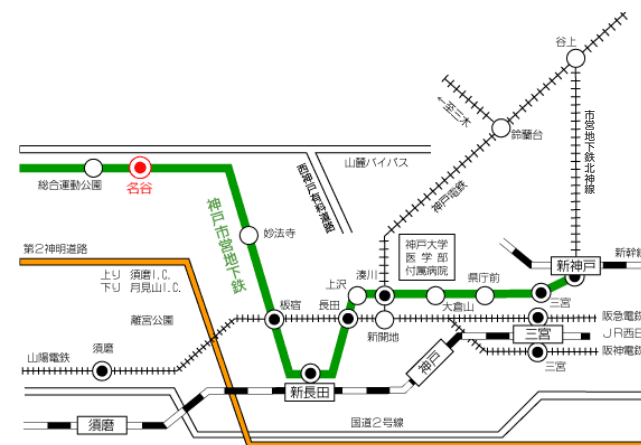 谷上
←至三木
鈴蘭台
市営地下鉄北神線
山麓バイパス
西神戸有料道路
神戸電鉄
総合運動公園
名谷
神戸市営地下鉄
妙法寺
神戸大学
医学部
付属病院
新幹線
新神戸
第2神明道路
上り 須磨I.C.
下り 月見山I.C.
湊川
県庁前
上沢
大倉山
三宮
離宮公園
板宿
長田
新開地
阪急電鉄
三宮
JR西日
山陽電鉄
須磨
神戸
阪神電鉄
三宮
新長田
国道2号線
須磨